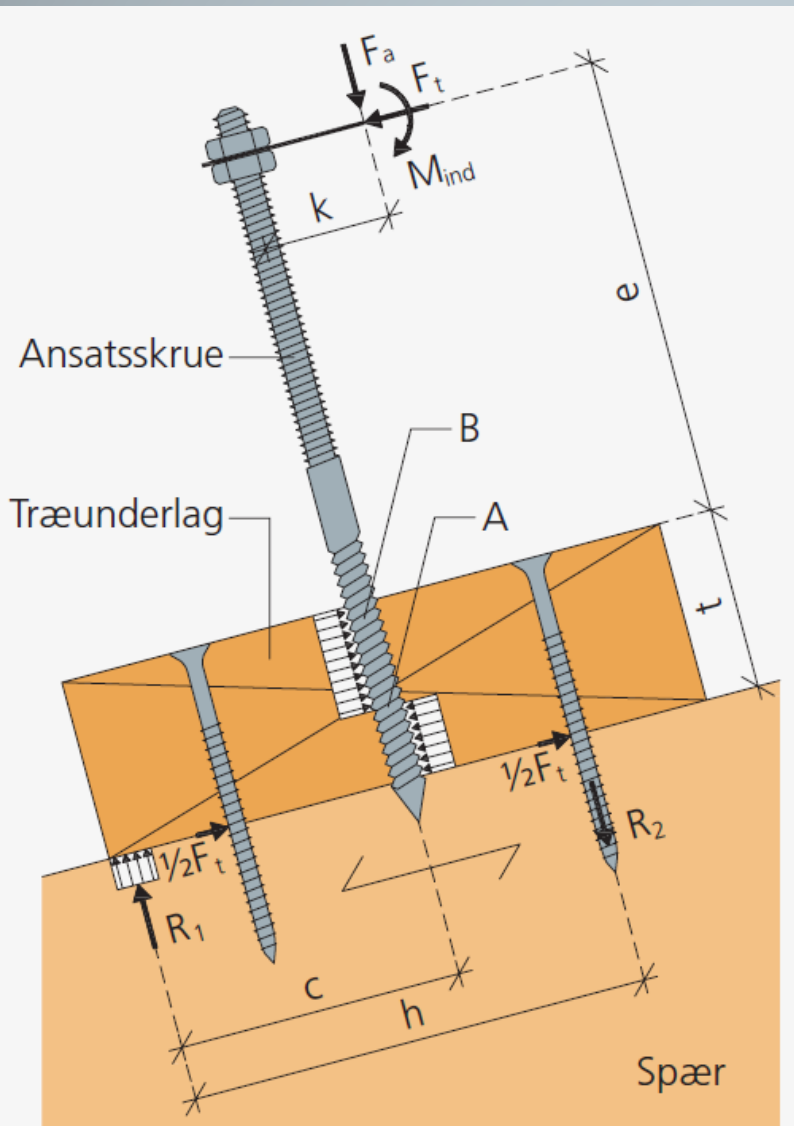 Fa
Ft
Mind
k
e
Ansatsskrue
B
Træunderlag
A
t
½Ft
½Ft
R2
R1
c
h
Spær